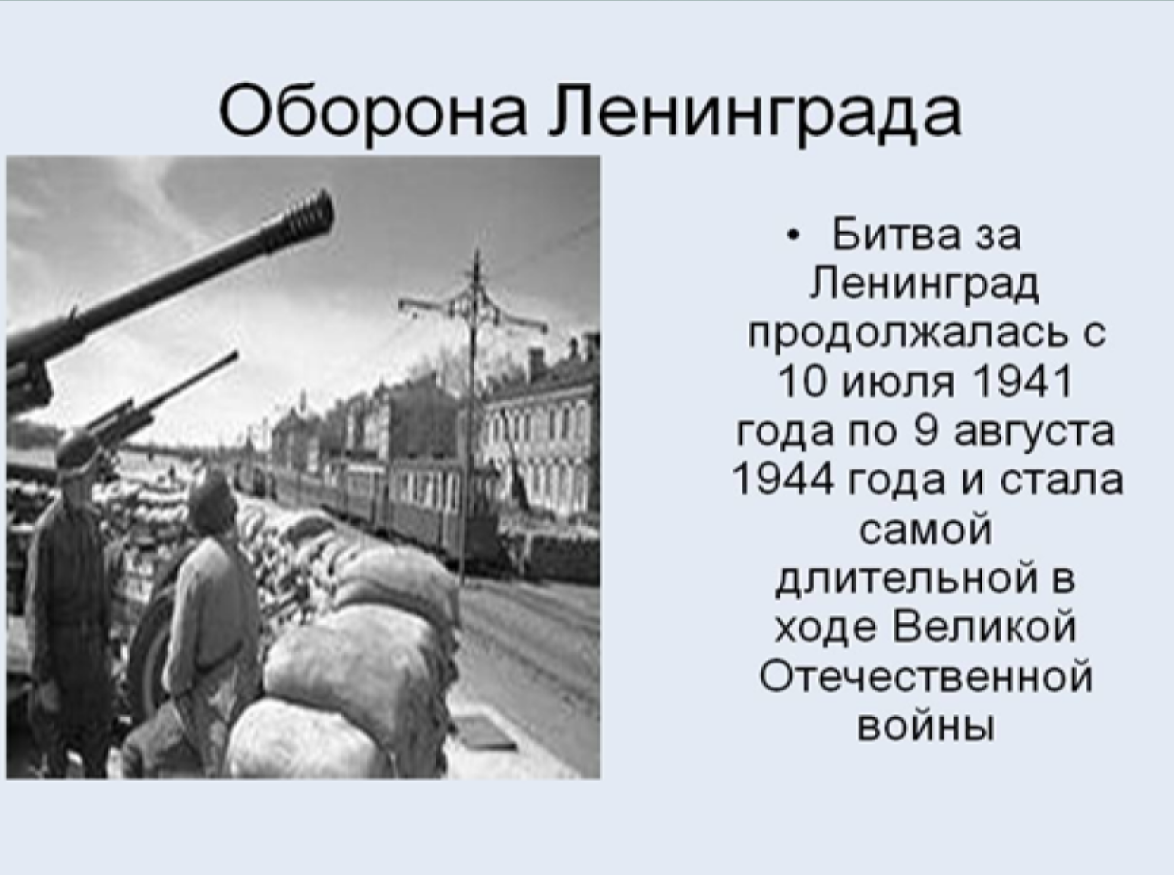 Оборона Ленинграда
• Битва за
Ленинград
продолжалась с
10 июля 1941
года по 9 августа
1944 года и стала
самой
длительной в
ходе Великой
Отечественной
войны